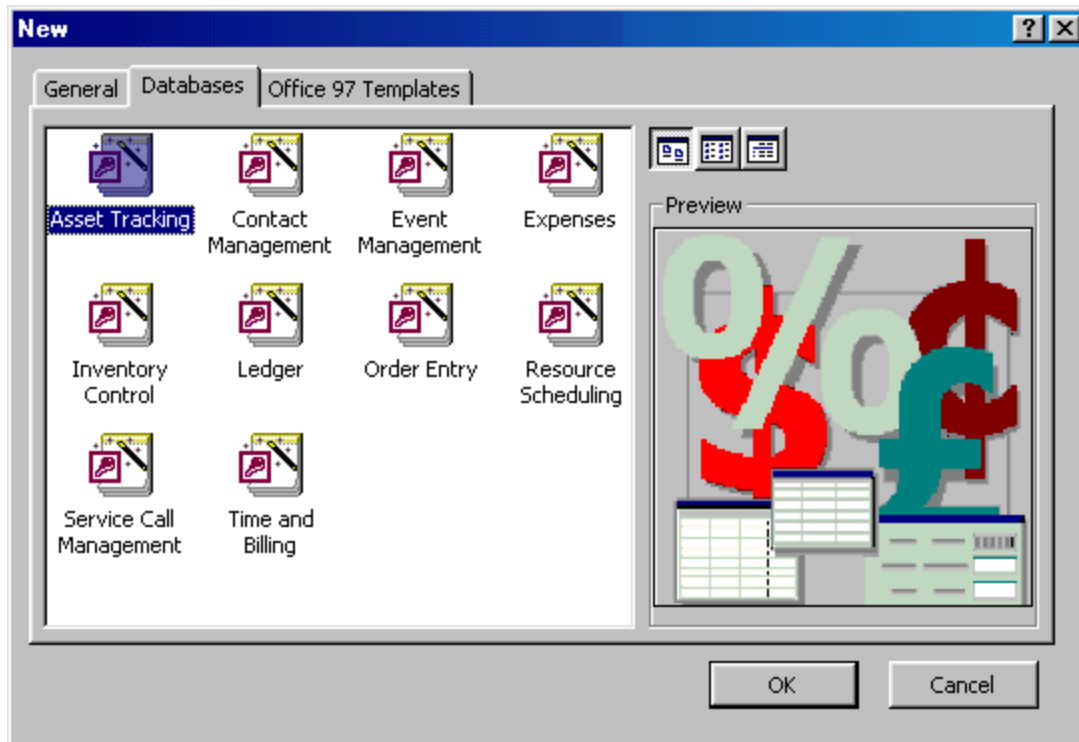 New
General Databases Office 97 Templates
Asset Tracking
Contact
Management
Event
Management
Expenses
Inventory
Control
Ledger
Order Entry
Resource
Scheduling
Service Call
Management
Time and
Billing
Preview
% $ ¢ £
OK Cancel